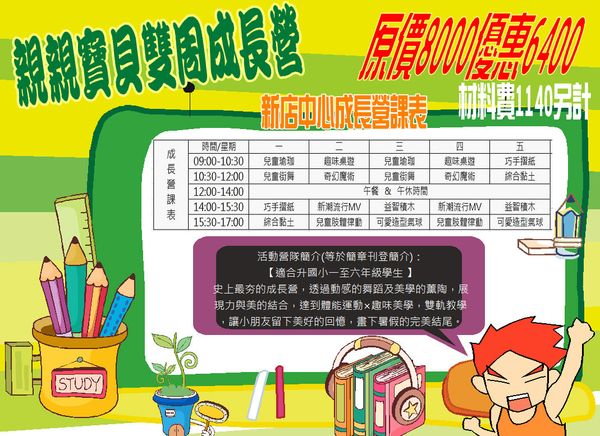 親親寶貝雙周成長營
原價8000優惠6400
材料費1140另計
新店中心成長營課表
成長營課表
時間/星期 一 二 三 四 五
09:00-10:30 兒童瑜珈 趣味桌遊 兒童瑜珈 趣味桌遊 巧手摺紙
10:30-12:00 兒童街舞 奇幻魔術 兒童街舞 奇幻魔術 綜合黏土
12:00-14:00 午餐 & 午休時間
14:00-15:30 巧手摺紙 新潮流行MV 益智積木 新潮流行MV 益智積木
15:30-17:00 綜合黏土 兒童肢體律動 可愛造型氣球 兒童肢體律動 可愛造型氣球
活動營隊簡介(等於簡章刊登簡介):
【 適合升國小一至六年級學生 】
史上最夯的成長營，透過動感的舞蹈及美學的薰陶，展
現力與美的結合，達到體能運動×趣味美學，雙軌教學
，讓小朋友留下美好的回憶，畫下暑假的完美結尾。
STUDY